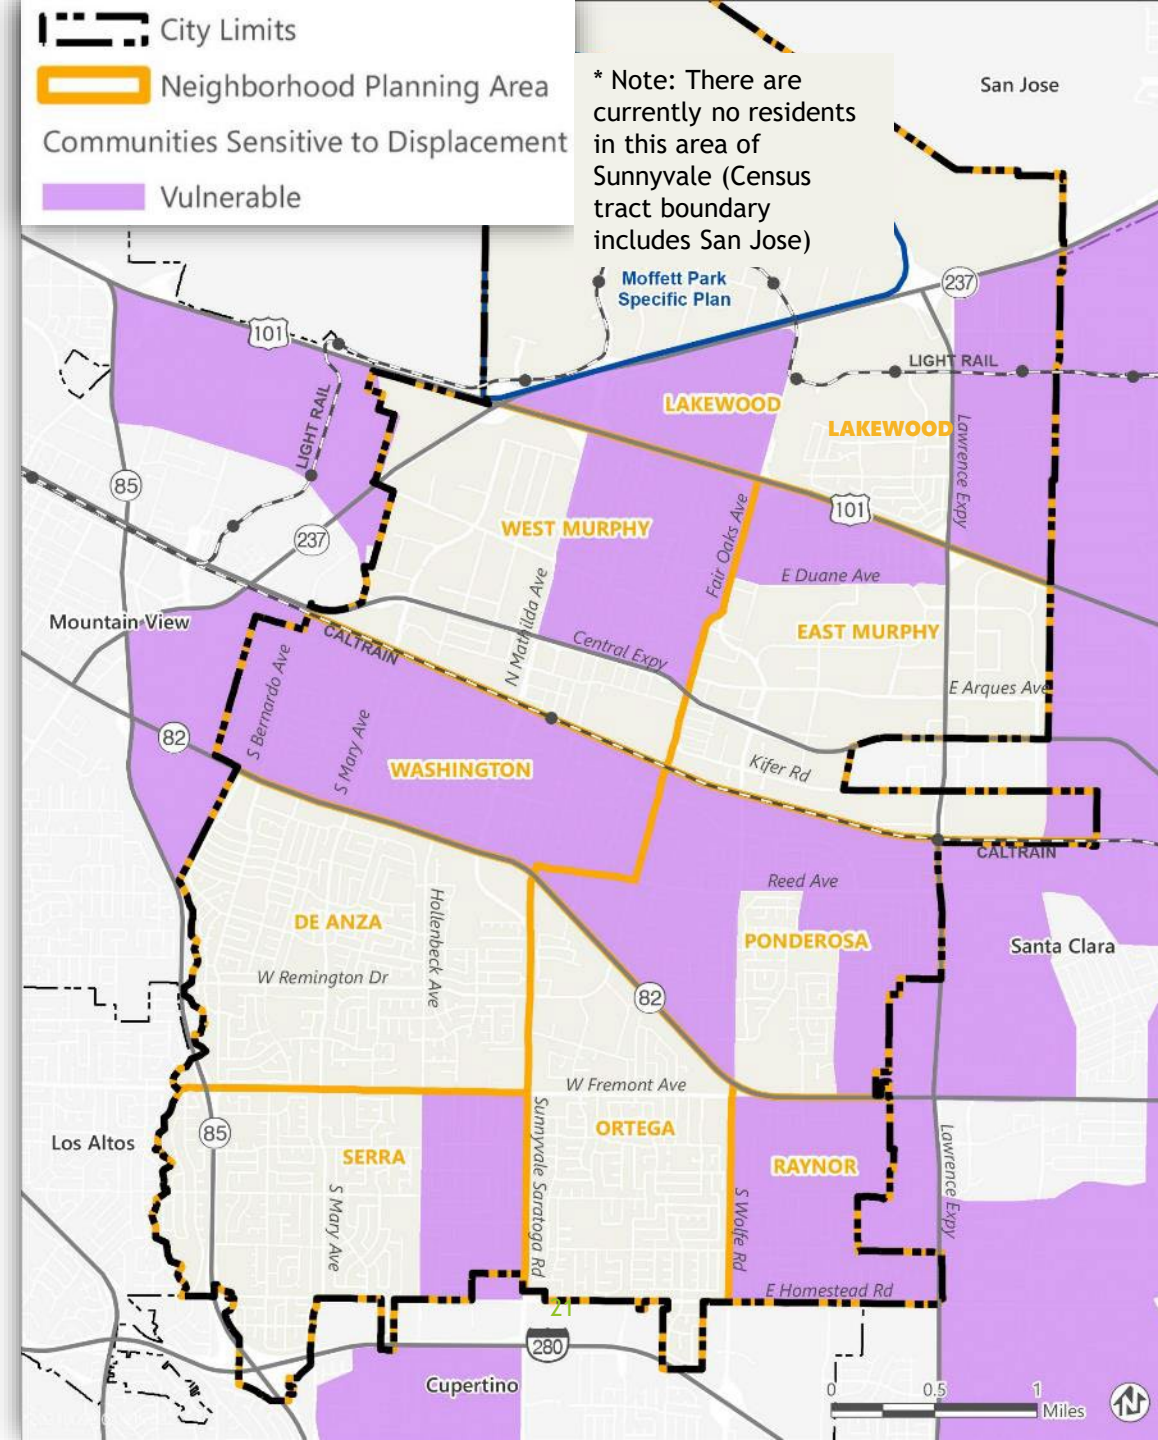 City Limits
Neighborhood Planning Area
Communities Sensitive to Displacement
Vulnerable
* Note: There are
currently no residents
in this area of
Sunnyvale (Census
tract boundary
includes San Jose)
San Jose
Moffett Park
Specific Plan
237
101
LIGHT RAIL
LIGHT RAIL
LAKEWOOD
LAKEWOOD
Lawrence Expy
85
101
WEST MURPHY
Fair Oaks Ave
237
E Duane Ave
Mountain View
CALTRAIN
N Mathilda Ave
Central Expy
EAST MURPHY
S Bernardo Ave
E Arques Ave
82
S Mary Ave
WASHINGTON
Kifer Rd
CALTRAIN
Reed Ave
DE ANZA
Hollenbeck Ave
PONDEROSA
Santa Clara
W Remington Dr
82
W Fremont Ave
Los Altos
85
SERRA
ORTEGA
RAYNOR
S Mary Ave
Sunnyvale Saratoga Rd
S Wolfe Rd
Lawrence Expy
E Homestead Rd
21
280
Cupertino
0 0.5 1
Miles
N